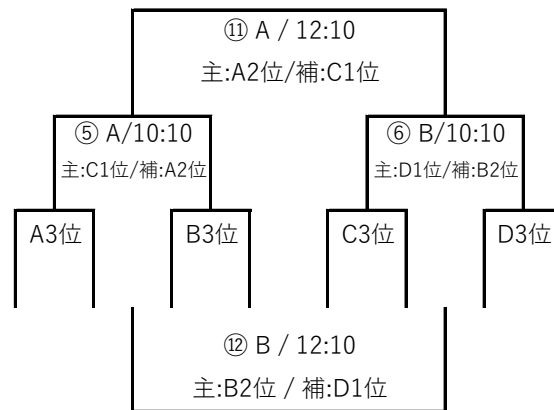 ⑪ A / 12:10
主:A2位/補:C1位
⑤ A/10:10
⑥ B/10:10
主:C1位/補:A2位
主:D1位/補:B2位
A3位
B3位
C3位
D3位
⑫ B / 12:10
主:B2位 / 補:D1位